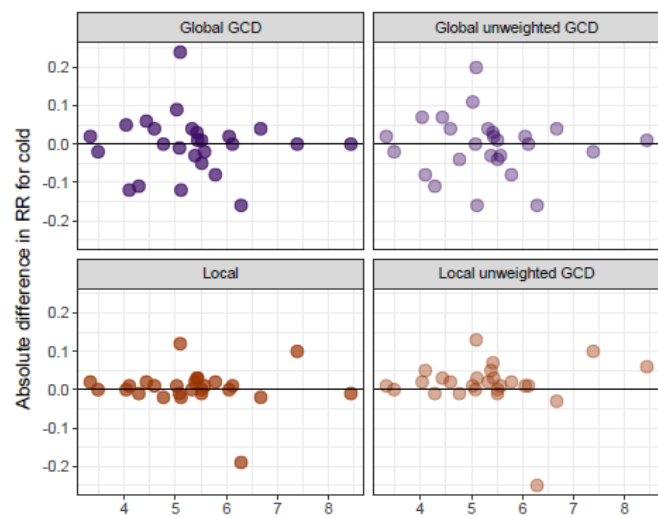 Global GCD
Global unweighted GCD
0.2
0.1
0.0
-0.1
-0.2
Local
Local unweighted GCD
0.2
0.1
0.0
-0.1
-0.2
4 5 6 7 8
4 5 6 7 8
Absolute difference in RR for cold